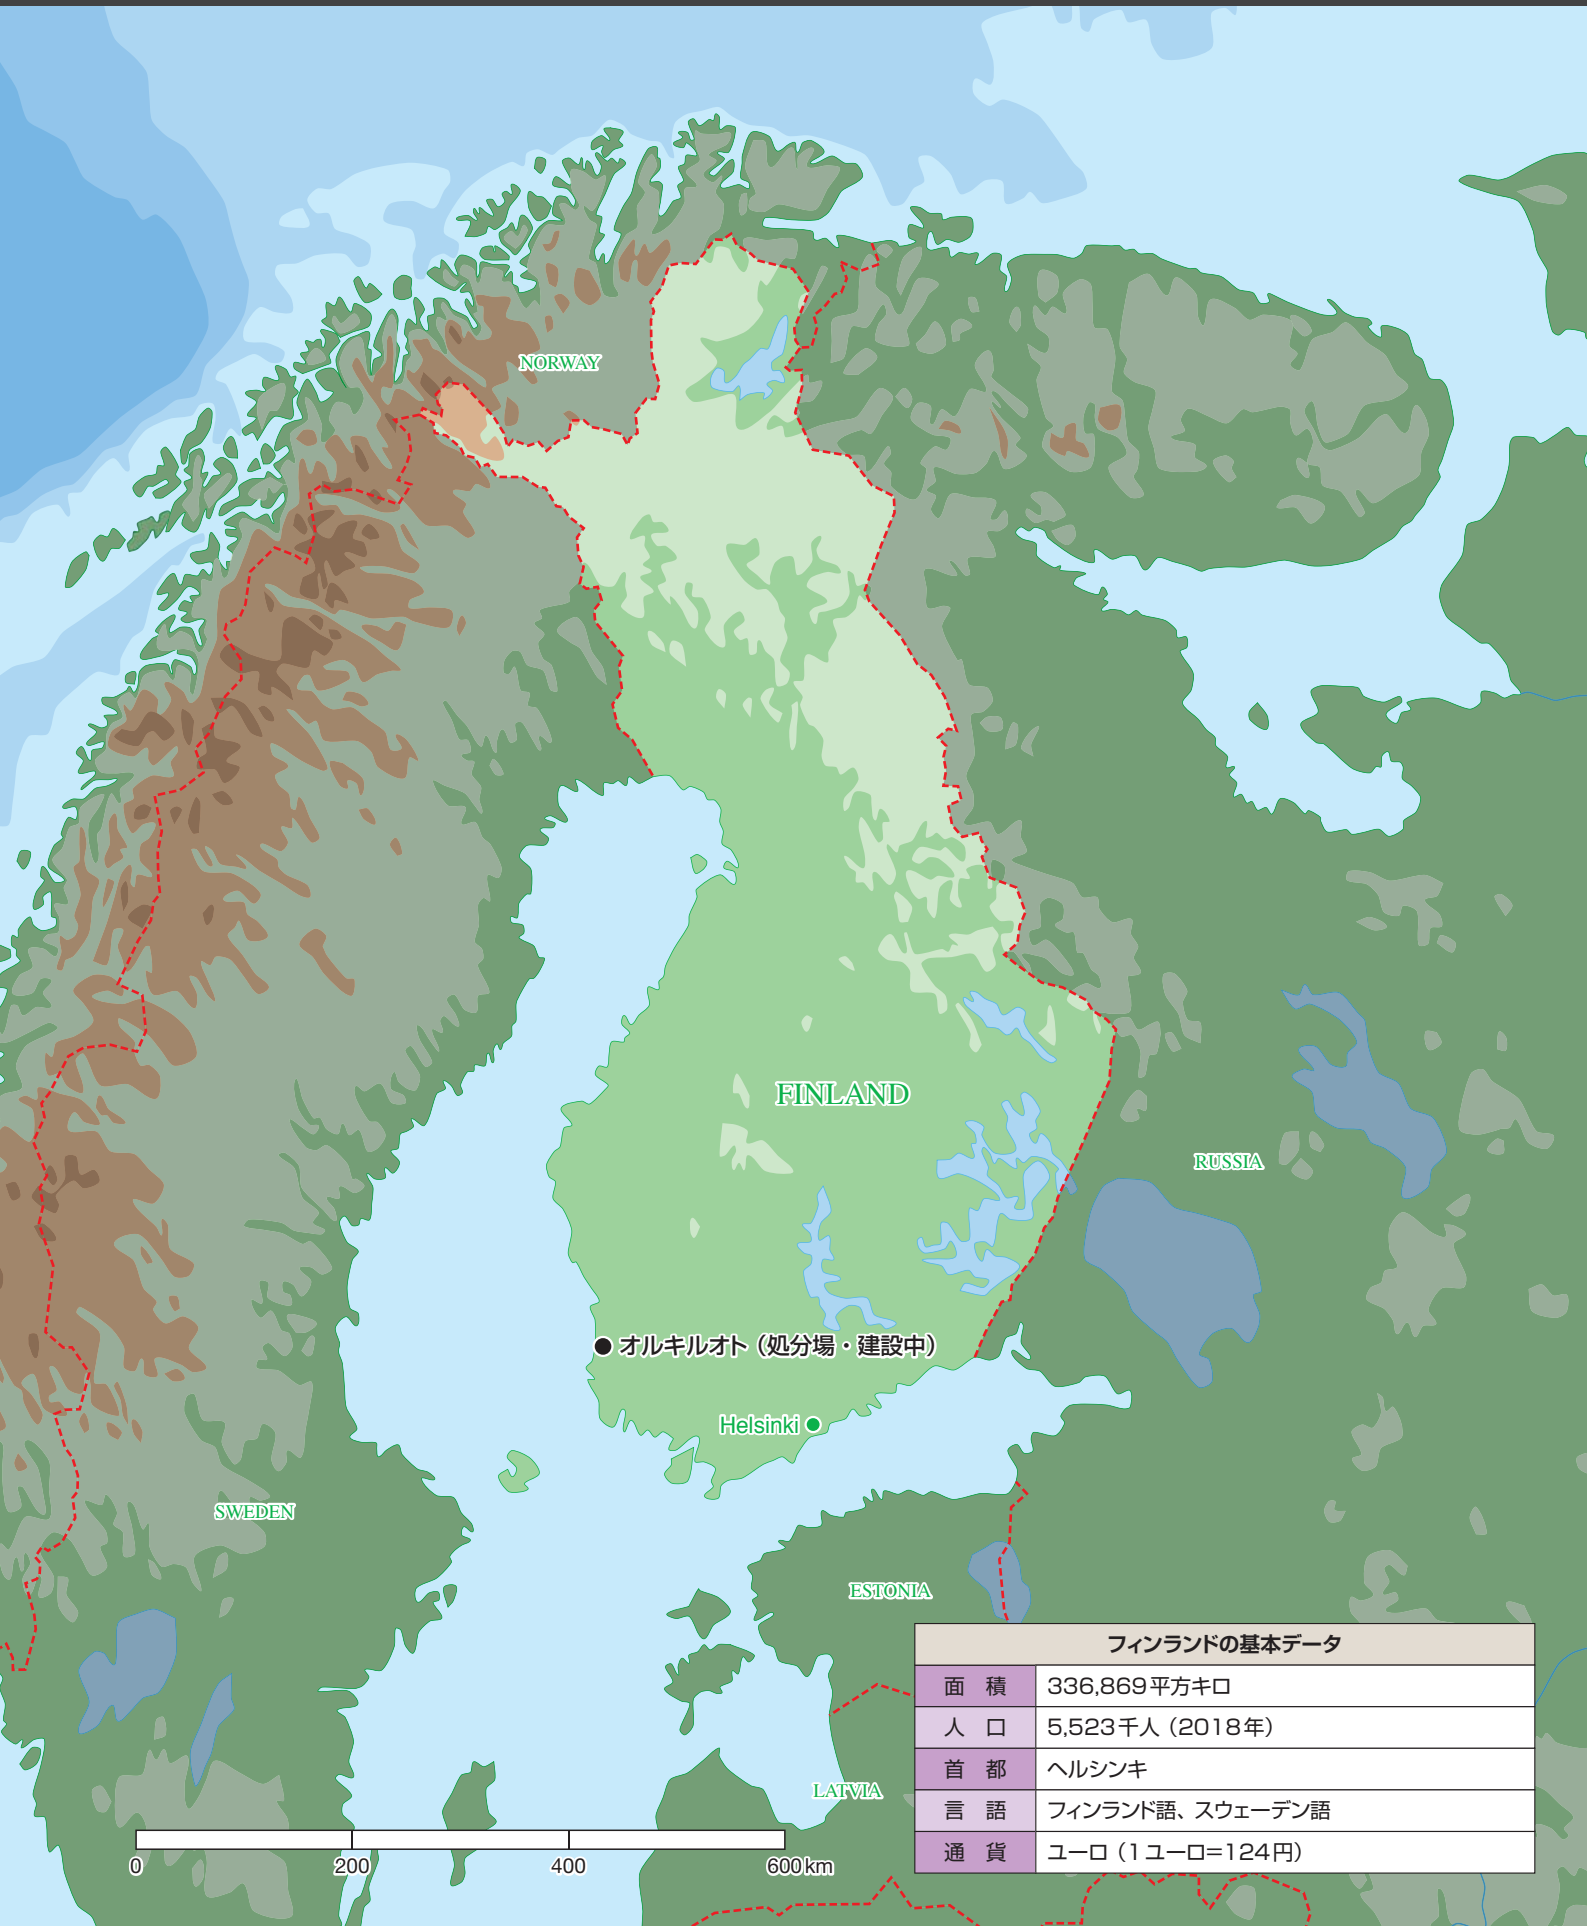 NORWAY
FINLAND
RUSSIA
オルキルオト（処分場・建設中）
Helsinki
SWEDEN
ESTONIA
LATVIA
フィンランドの基本データ
面 積 336,869平方キロ
人 口 5,523千人（2018年）
首 都 ヘルシンキ
言 語 フィンランド語、スウェーデン語
通 貨 ユーロ（1ユーロ=124円）
0 200 400 600km